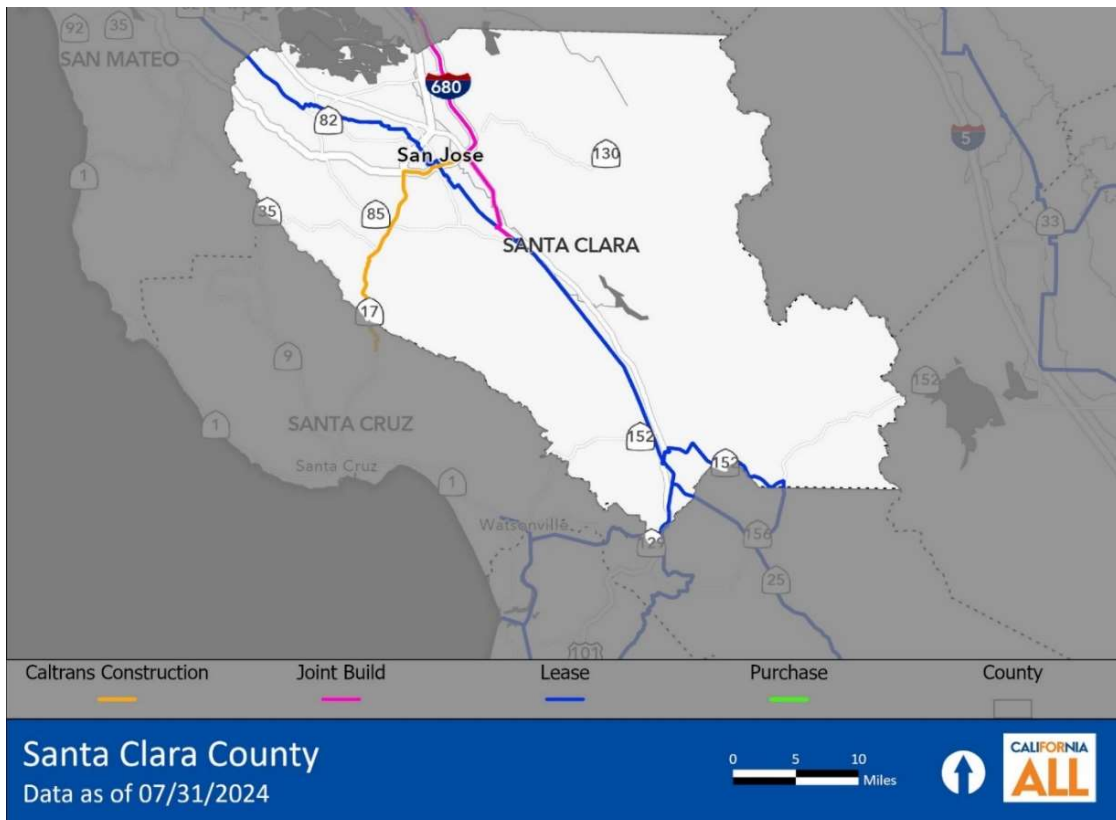 92
35
SAN MATEO
680
5
82
San Jose
130
1
33
35
85
SANTA CLARA
17
9
152
1
SANTA CRUZ
152
152
Santa Cruz
1
Watsonville
129
156
25
101
Caltrans Construction
Joint Build
Lease
Purchase
County
Santa Clara County
Data as of 07/31/2024
0 5 10
Miles
CALIFORNIA
ALL